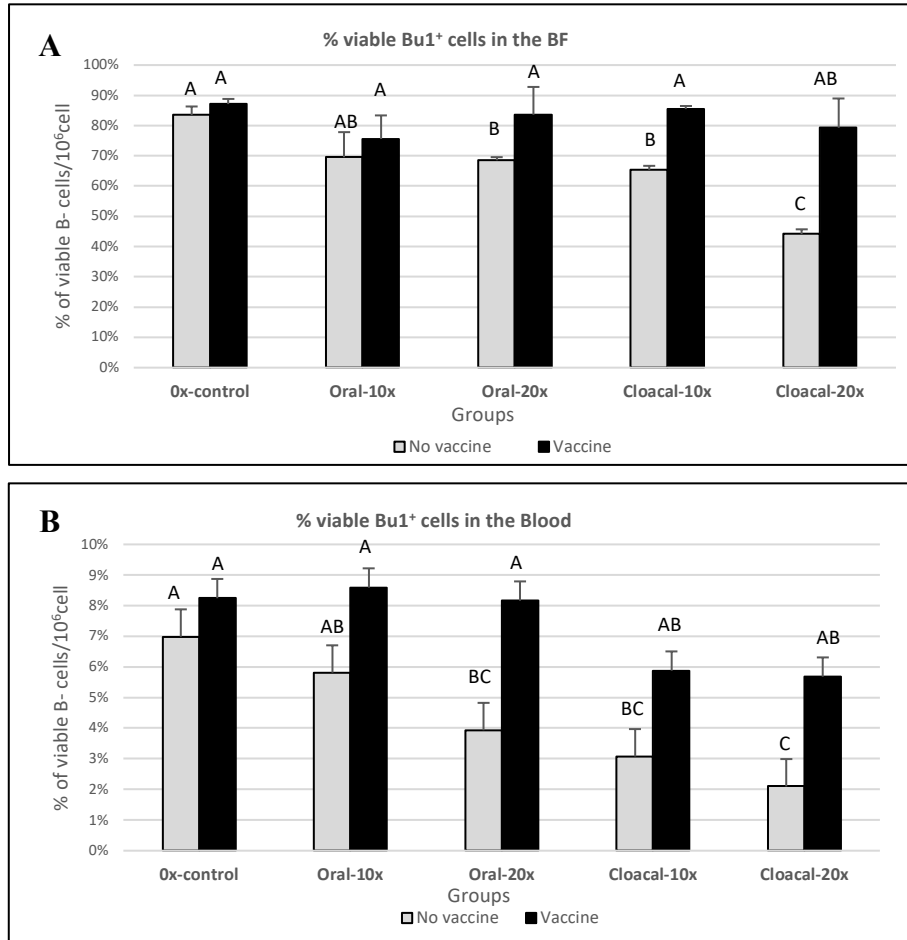 A
% viable Bu1⁺ cells in the BF
% of viable B- cells/10⁶cell
100%
90%
80%
70%
60%
50%
40%
30%
20%
10%
0%
A A AB A B A B A C AB
0x-control Oral-10x Oral-20x Cloacal-10x Cloacal-20x
Groups
No vaccine Vaccine
B
% viable Bu1⁺ cells in the Blood
% of viable B- cells/10⁶cell
10%
9%
8%
7%
6%
5%
4%
3%
2%
1%
0%
A A AB A BC A BC AB C AB
0x-control Oral-10x Oral-20x Cloacal-10x Cloacal-20x
Groups
No vaccine Vaccine